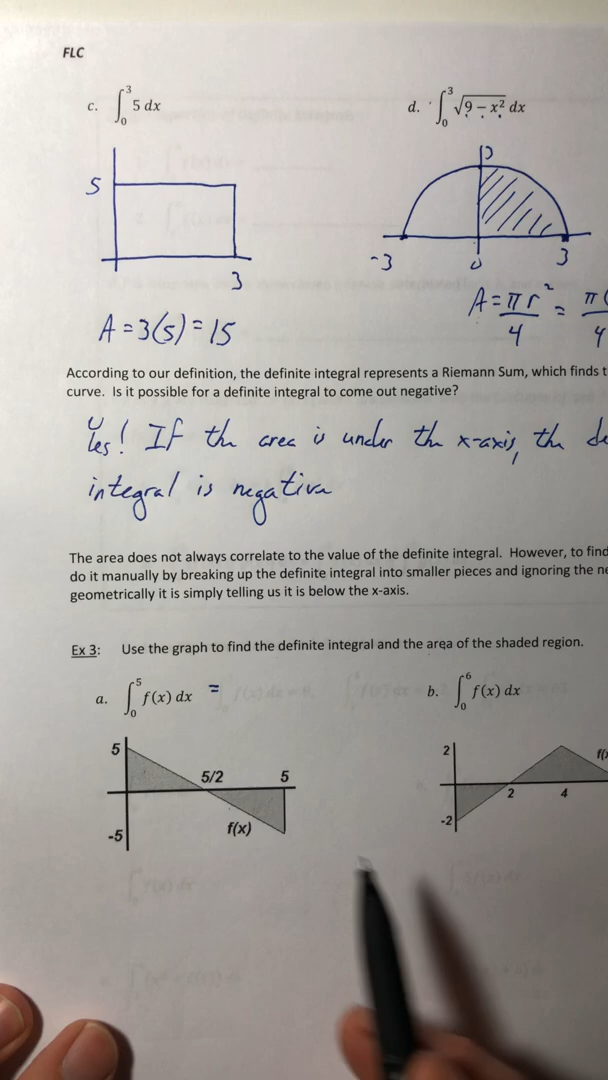 FLC
c. ∫₀³ 5 dx
d. ∫₀³ √(9 − x²) dx
5
3
A = 3(5) = 15
3
-3
0
3
A = πr²/4 = π(/4
According to our definition, the definite integral represents a Riemann Sum, which finds t
curve. Is it possible for a definite integral to come out negative?
Yes! If the area is under the x-axis, the de
integral is negative
The area does not always correlate to the value of the definite integral. However, to find
do it manually by breaking up the definite integral into smaller pieces and ignoring the ne
geometrically it is simply telling us it is below the x-axis.
Ex 3: Use the graph to find the definite integral and the area of the shaded region.
a. ∫₀⁵ f(x) dx =
b. ∫₀⁶ f(x) dx
5
5/2
5
-5
f(x)
2
f(x
2
4
-2